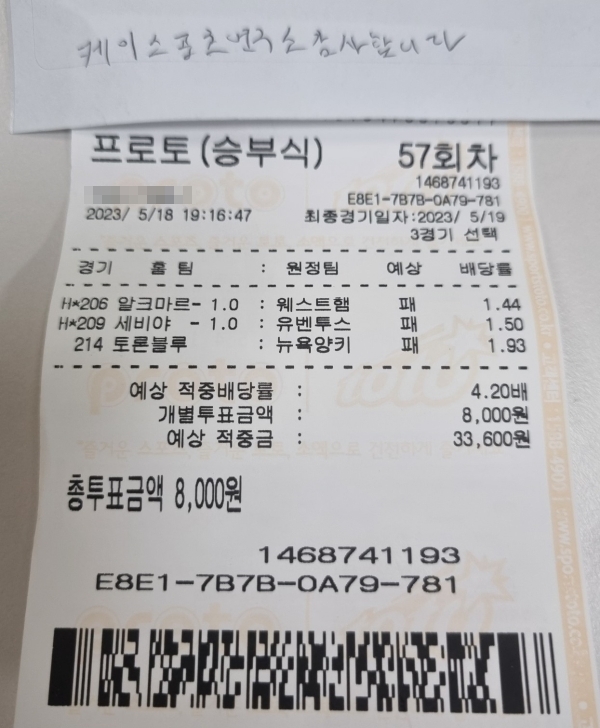 케이스포츠연구소 감사합니다
프로토(승부식) 57회차
1468741193
E8E1-7B7B-0A79-781
2023/ 5/18 19:16:47 최종경기일자:2023/ 5/19
3경기 선택
경기 홈팀 : 원정팀 예상 배당률
H*206 알크마르- 1.0 : 웨스트햄 패 1.44
H*209 세비야 - 1.0 : 유벤투스 패 1.50
214 토론블루 : 뉴욕양키 패 1.93
예상 적중배당률 : 4.20배
개별투표금액 : 8,000원
예상 적중금 : 33,600원
총투표금액 8,000원
1468741193
E8E1-7B7B-0A79-781